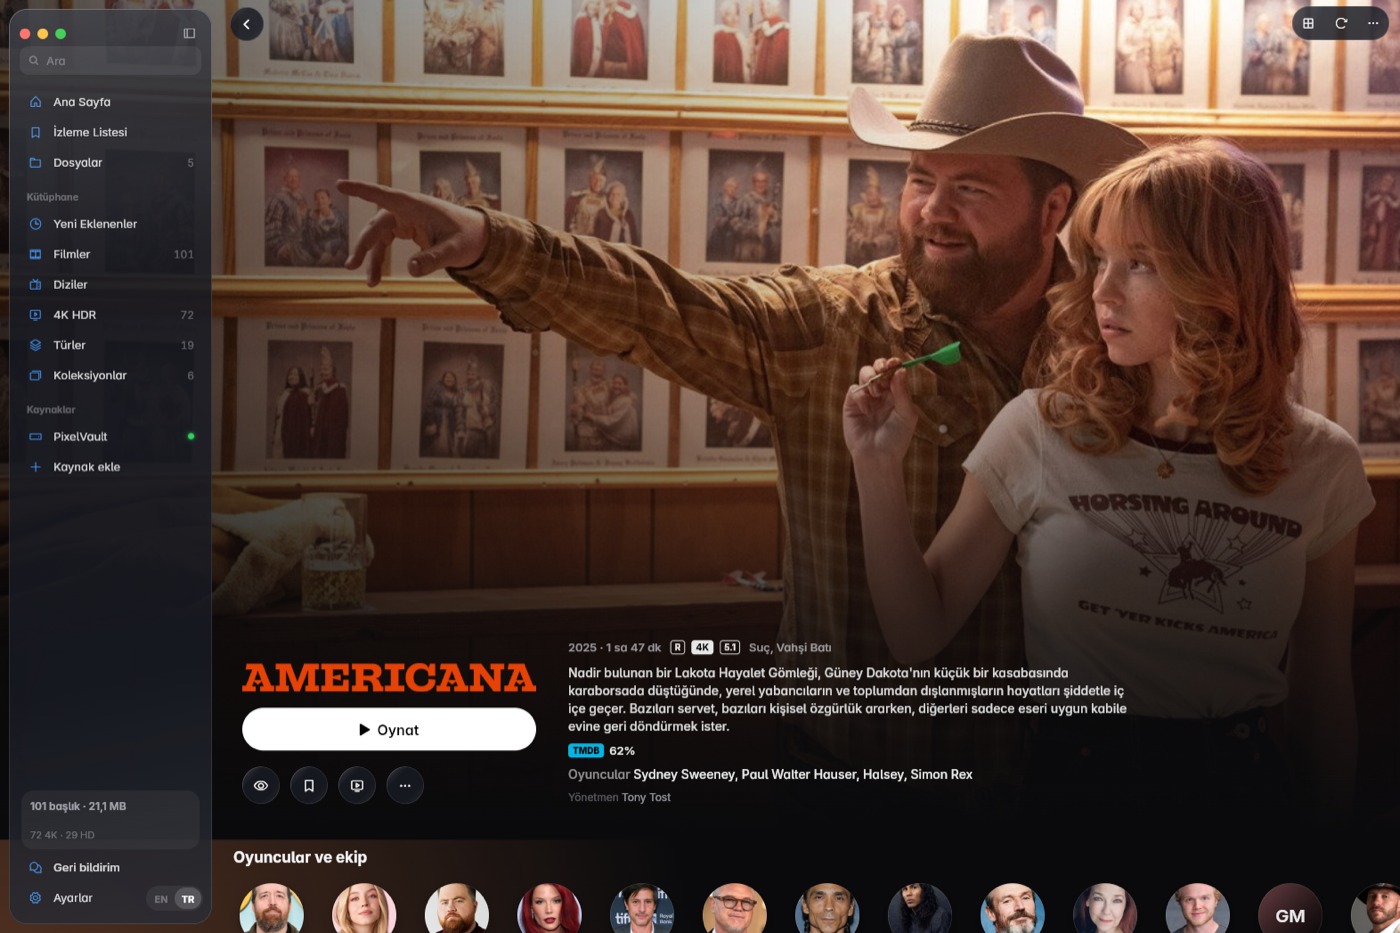 Ara
Ana Sayfa
İzleme Listesi
Dosyalar 5
Kütüphane
Yeni Eklenenler
Filmler 101
Diziler
4K HDR 72
Türler 19
Koleksiyonlar 6
Kaynaklar
PixelVault
Kaynak ekle
101 başlık · 21,1 MB
72 4K · 29 HD
Geri bildirim
Ayarlar EN TR
HORSING AROUND
GET 'YER KICKS AMERICA
AMERICANA
Oynat
2025 · 1 sa 47 dk R 4K 5.1 Suç, Vahşi Batı
Nadir bulunan bir Lakota Hayalet Gömleği, Güney Dakota'nın küçük bir kasabasında
karaborsada düştüğünde, yerel yabancıların ve toplumdan dışlanmışların hayatları şiddetle iç
içe geçer. Bazıları servet, bazıları kişisel özgürlük ararken, diğerleri sadece eseri uygun kabile
evine geri döndürmek ister.
TMDB 62%
Oyuncular Sydney Sweeney, Paul Walter Hauser, Halsey, Simon Rex
Yönetmen Tony Tost
Oyuncular ve ekip
GM